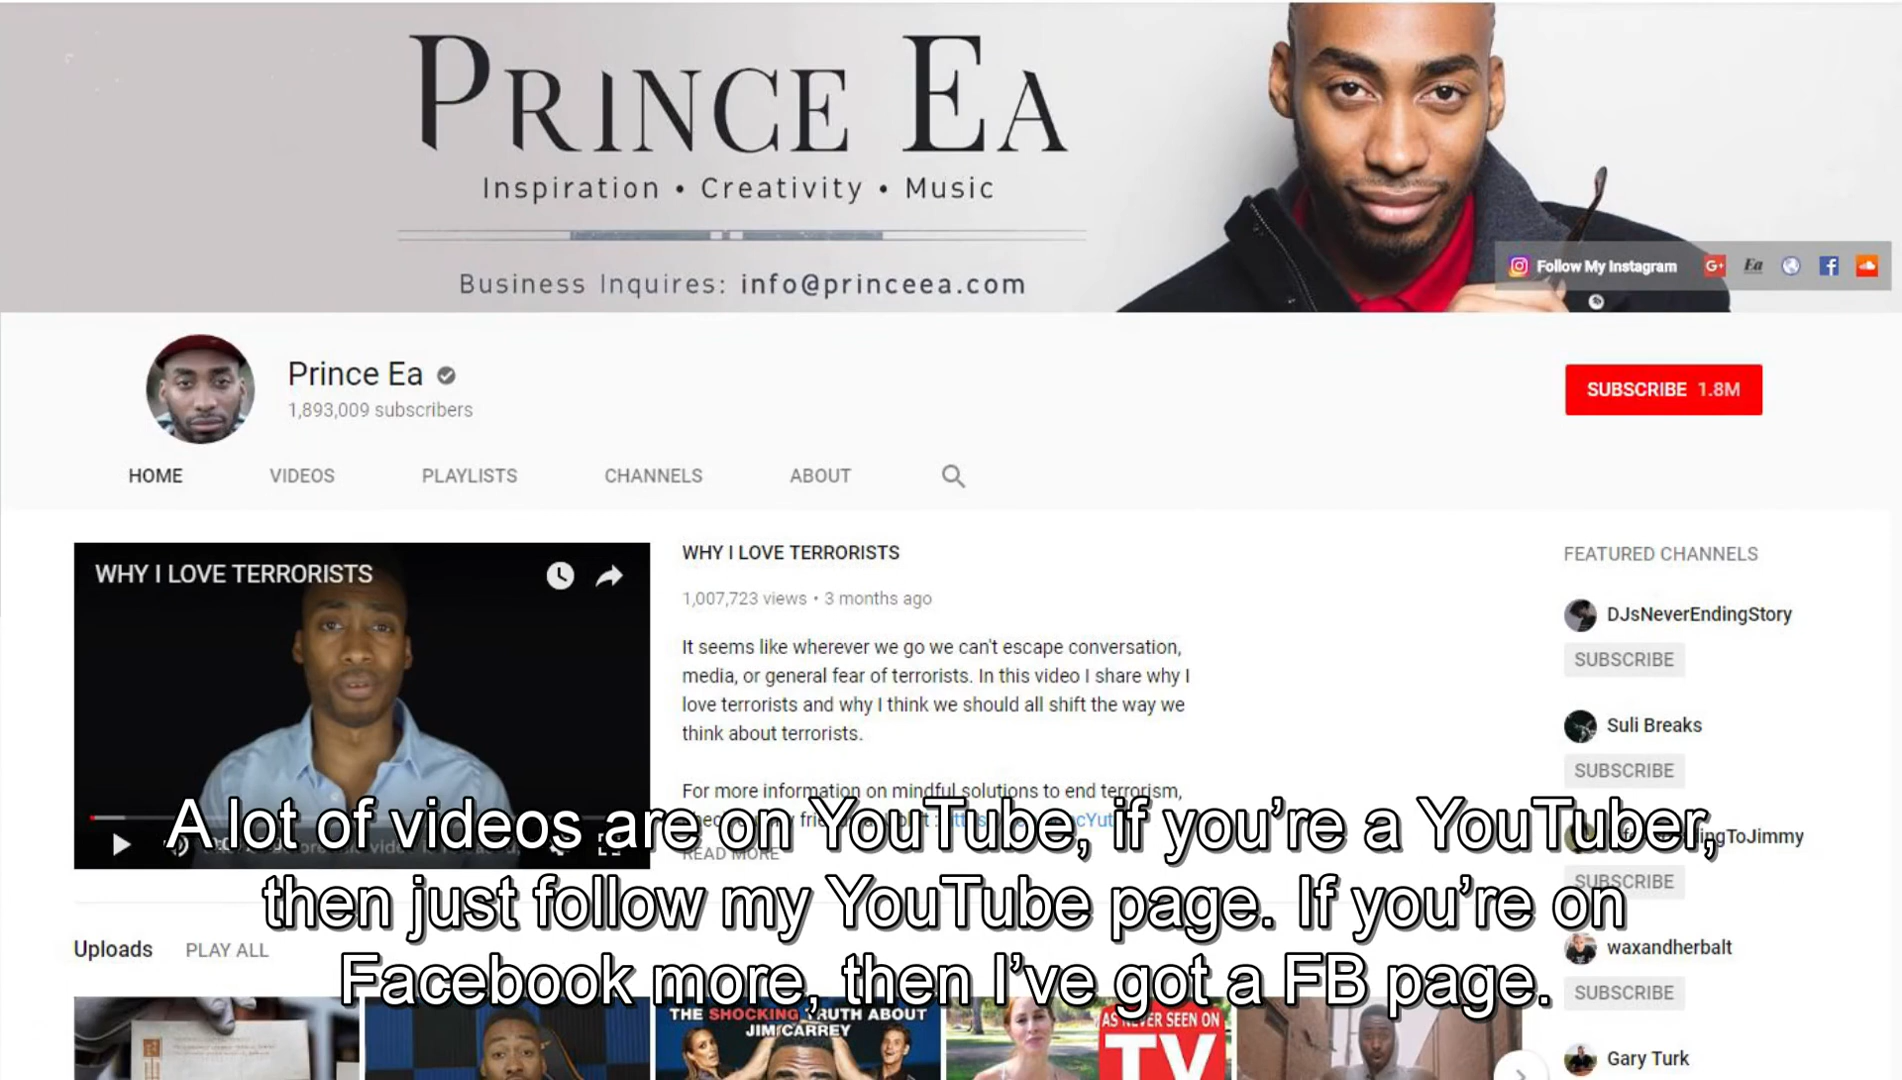 PRINCE EA
Inspiration • Creativity • Music
Business Inquires: info@princeea.com
Follow My Instagram
G+
Ea
Prince Ea
1,893,009 subscribers
SUBSCRIBE 1.8M
HOME VIDEOS PLAYLISTS CHANNELS ABOUT
WHY I LOVE TERRORISTS
WHY I LOVE TERRORISTS
1,007,723 views • 3 months ago
It seems like wherever we go we can't escape conversation,
media, or general fear of terrorists. In this video I share why I
love terrorists and why I think we should all shift the way we
think about terrorists.
For more information on mindful solutions to end terrorism,
READ MORE
FEATURED CHANNELS
DJsNeverEndingStory
SUBSCRIBE
Suli Breaks
SUBSCRIBE
SUBSCRIBE
waxandherbalt
SUBSCRIBE
Gary Turk
A lot of videos are on YouTube, if you’re a YouTuber,
then just follow my YouTube page. If you’re on
Facebook more, then I’ve got a FB page.
Uploads PLAY ALL
THE SHOCKING TRUTH ABOUT
JIM CARREY
AS NEVER SEEN ON
TV